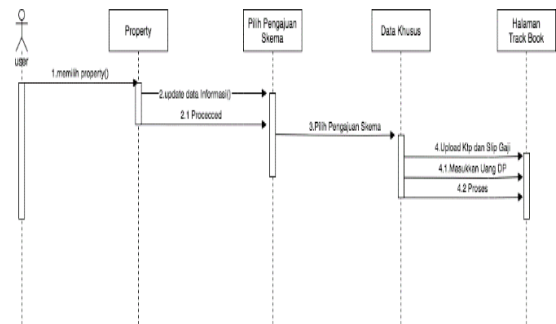 Property
Pilih Pengajuan
Skema
Data Khusus
Halaman
Track Book
user
1.memilih property()
2.update data Informasi()
2.1 Procecced
3.Pilih Pengajuan Skema
4.Upload Ktp dan Slip Gaji
4.1.Masukkan Uang DP
4.2 Proses